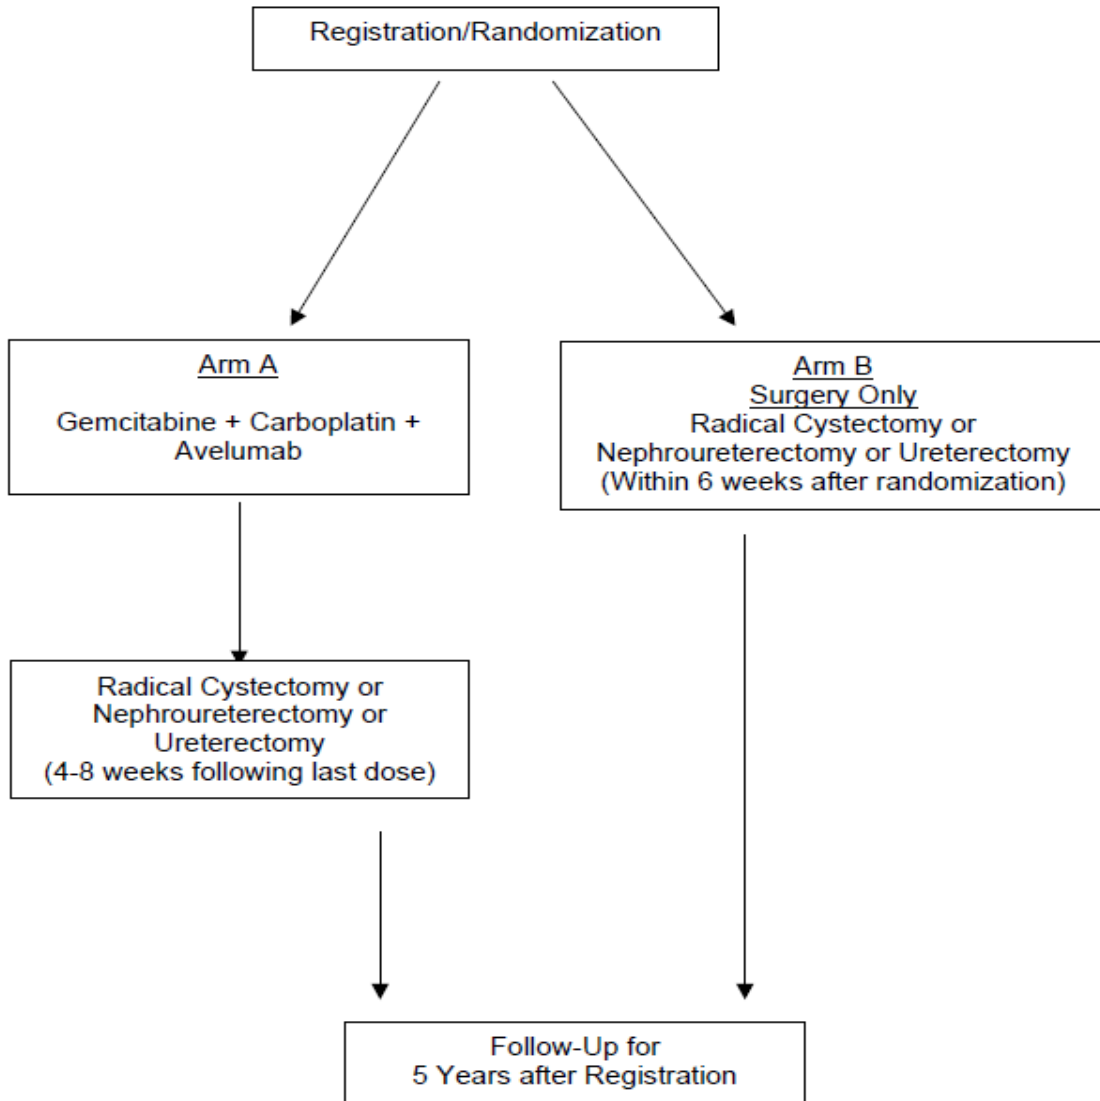 Registration/Randomization
Arm A
Gemcitabine + Carboplatin +
Avelumab
Arm B
Surgery Only
Radical Cystectomy or
Nephroureterectomy or Ureterectomy
(Within 6 weeks after randomization)
Radical Cystectomy or
Nephroureterectomy or
Ureterectomy
(4-8 weeks following last dose)
Follow-Up for
5 Years after Registration